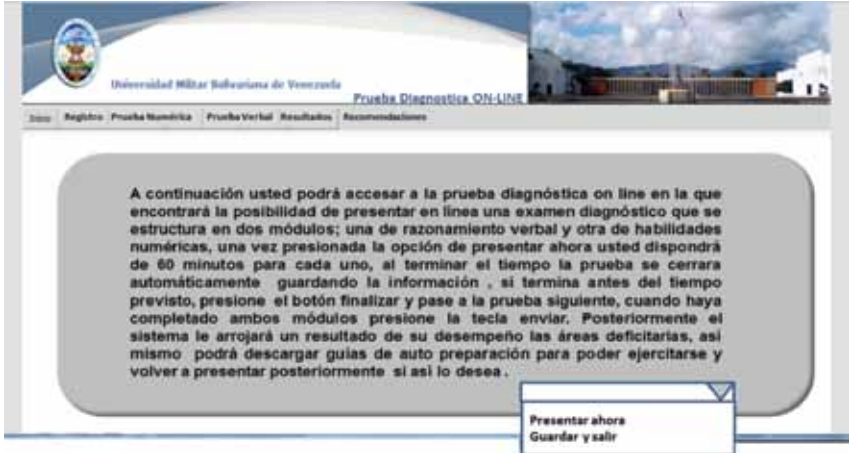 Universidad Militar Bolivariana de Venezuela
Prueba Diagnostica ON-LINE
Inicio Registro Prueba Numérica Prueba Verbal Resultados Recomendaciones
A continuación usted podrá accesar a la prueba diagnóstica on line en la que
encontrará la posibilidad de presentar en línea una examen diagnóstico que se
estructura en dos módulos; una de razonamiento verbal y otra de habilidades
numéricas, una vez presionada la opción de presentar ahora usted dispondrá
de 60 minutos para cada uno, al terminar el tiempo la prueba se cerrara
automáticamente guardando la información , si termina antes del tiempo
previsto, presione el botón finalizar y pase a la prueba siguiente, cuando haya
completado ambos módulos presione la tecla enviar. Posteriormente el
sistema le arrojará un resultado de su desempeño las áreas deficitarias, asi
mismo podrá descargar guías de auto preparación para poder ejercitarse y
volver a presentar posteriormente si asi lo desea .
Presentar ahora
Guardar y salir